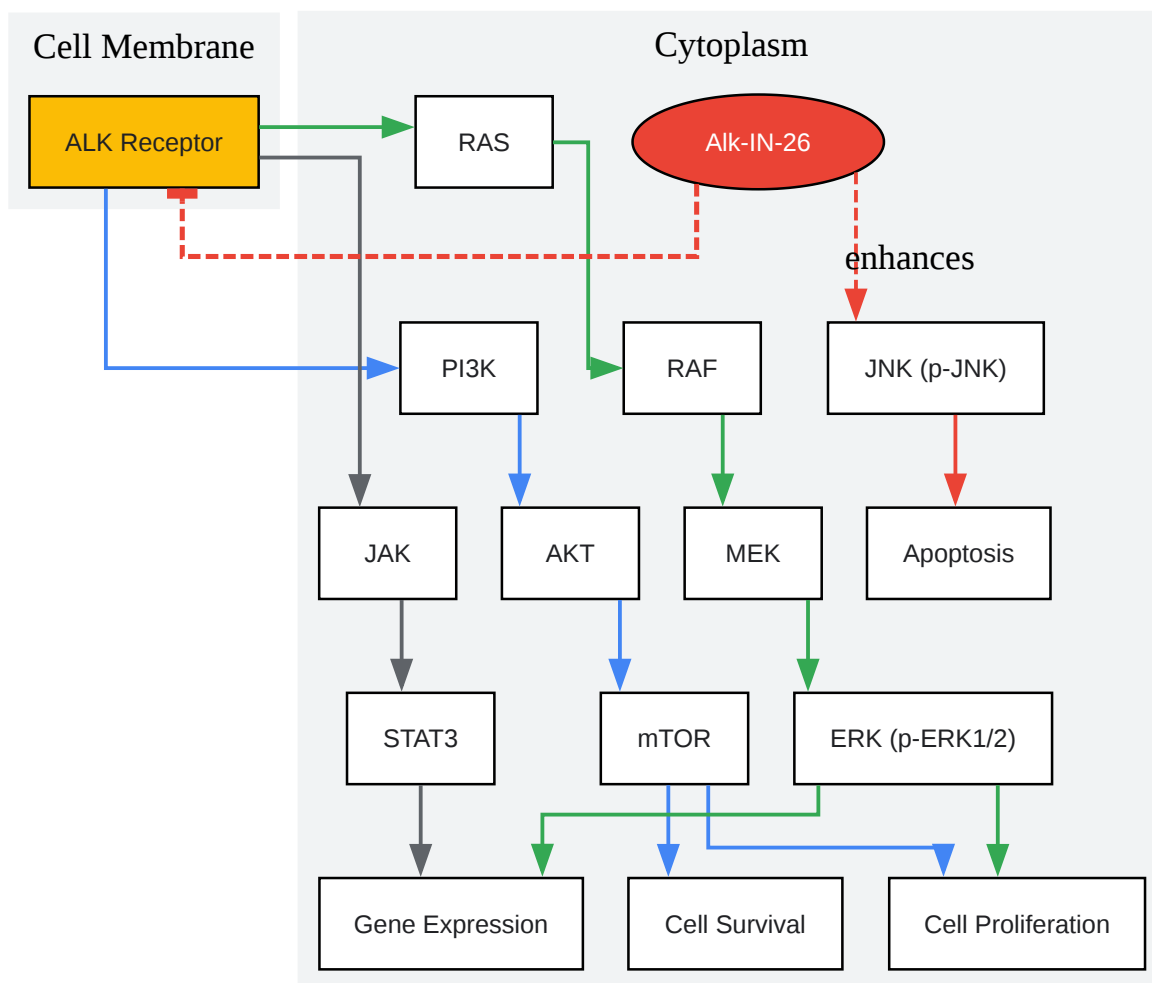 Cell Membrane
Cytoplasm
ALK Receptor
RAS
Alk-IN-26
enhances
PI3K
RAF
JNK (p-JNK)
JAK
AKT
MEK
Apoptosis
STAT3
mTOR
ERK (p-ERK1/2)
Gene Expression
Cell Survival
Cell Proliferation